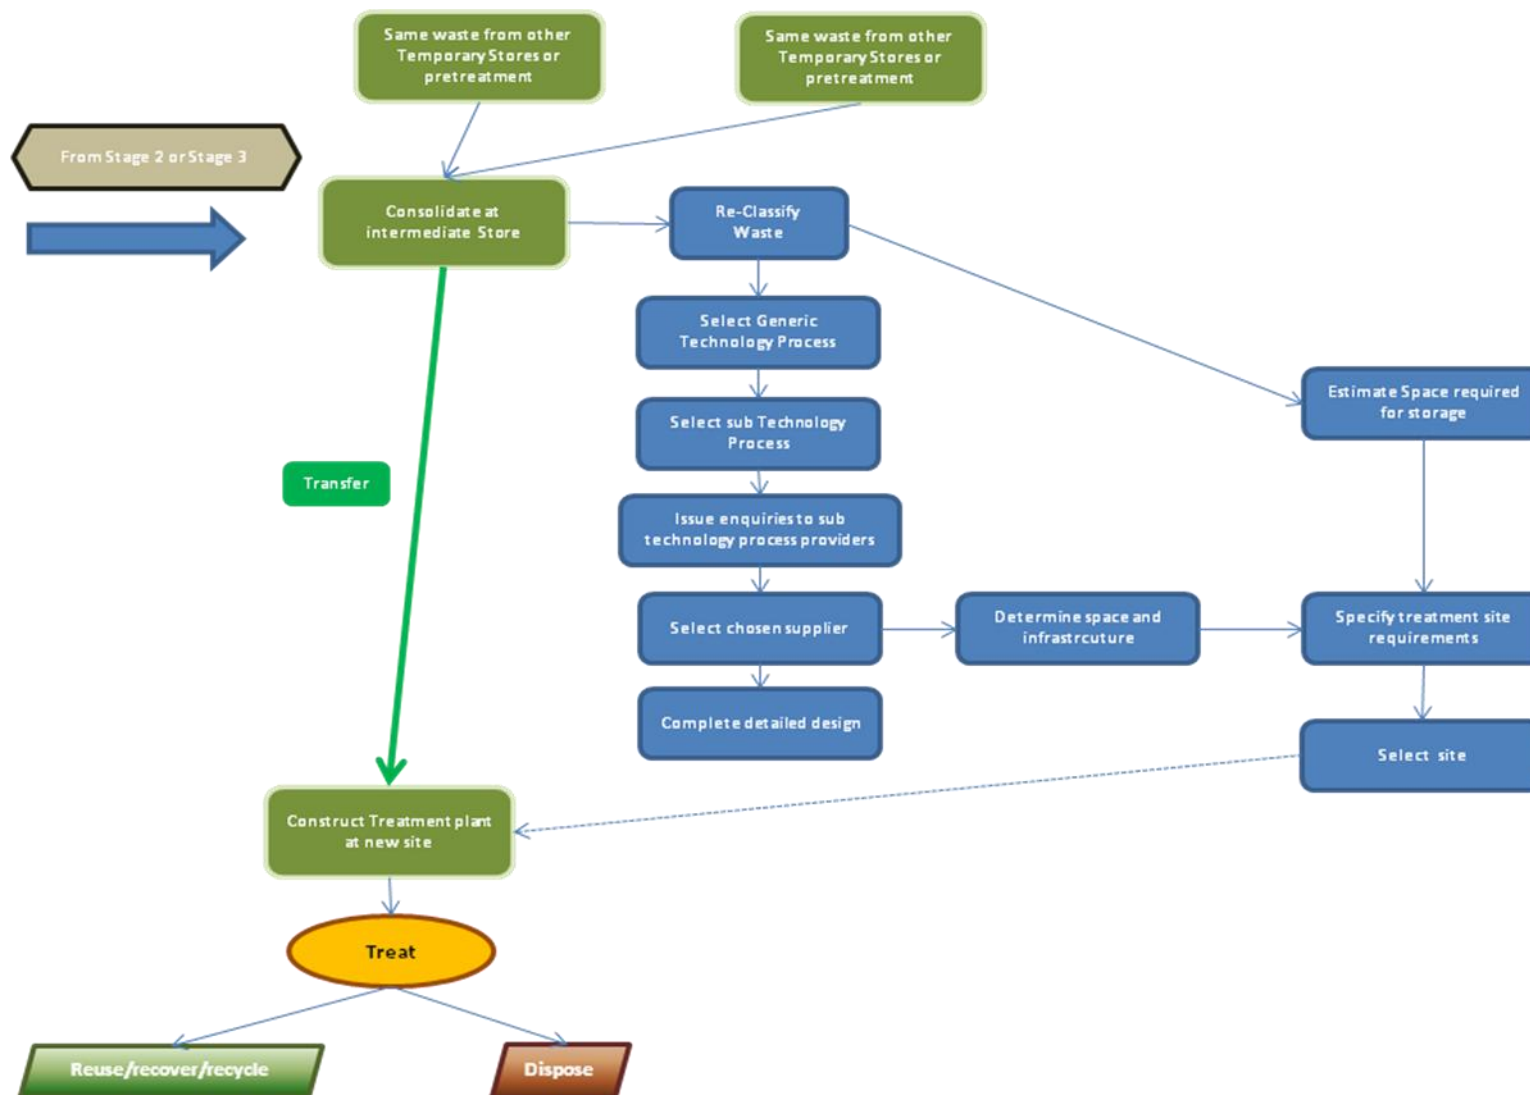 Same waste from other
Temporary Stores or
pretreatment
Same waste from other
Temporary Stores or
pretreatment
From Stage 2 or Stage 3
Consolidate at
intermediate Store
Re-Classify
Waste
Select Generic
Technology Process
Estimate Space required
for storage
Select sub Technology
Process
Transfer
Issue enquiries to sub
technology process providers
Select chosen supplier
Determine space and
infrastrcuture
Specify treatment site
requirements
Complete detailed design
Select site
Construct Treatment plant
at new site
Treat
Reuse/recover/recycle
Dispose